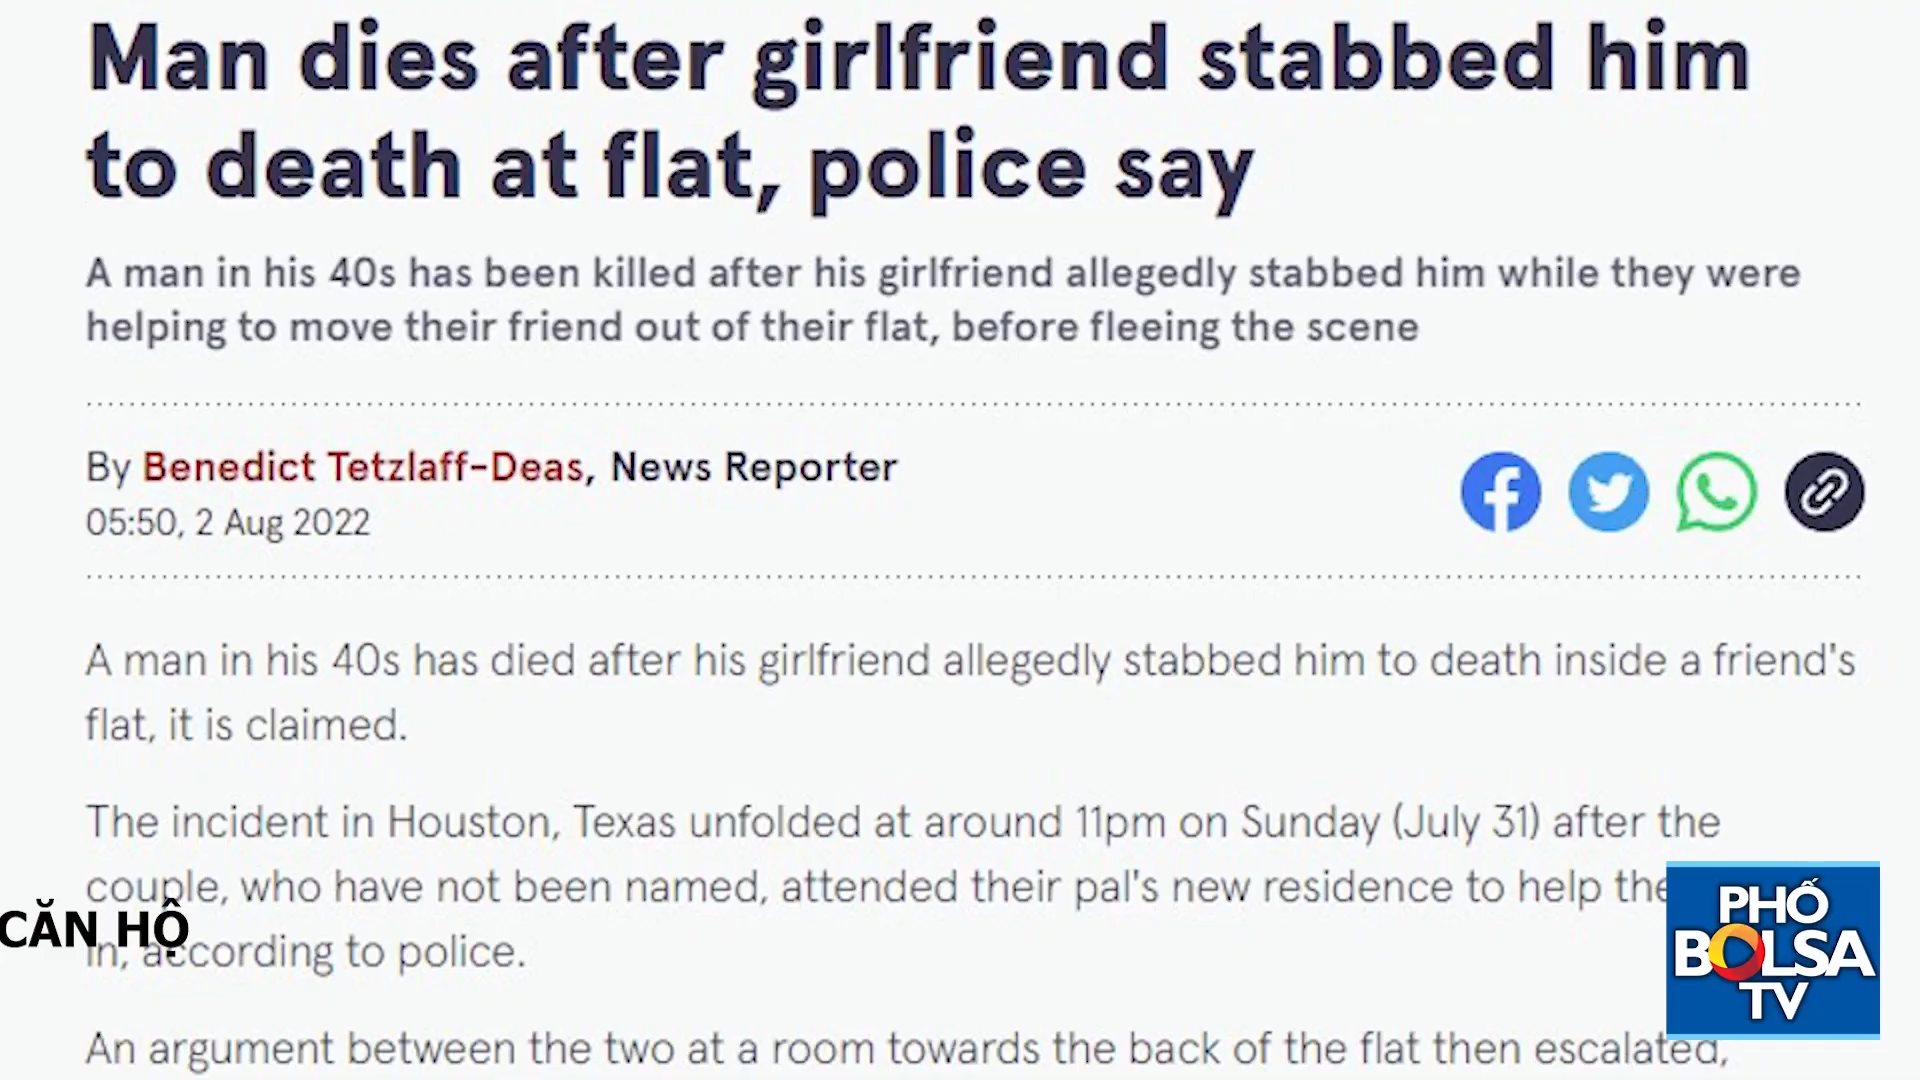 Man dies after girlfriend stabbed him
to death at flat, police say
A man in his 40s has been killed after his girlfriend allegedly stabbed him while they were
helping to move their friend out of their flat, before fleeing the scene
By Benedict Tetzlaff-Deas, News Reporter
05:50, 2 Aug 2022
A man in his 40s has died after his girlfriend allegedly stabbed him to death inside a friend's
flat, it is claimed.
The incident in Houston, Texas unfolded at around 11pm on Sunday (July 31) after the
couple, who have not been named, attended their pal's new residence to help
in, according to police.
CĂN HỘ
An argument between the two at a room towards the back of the flat then escalated,
PHỐ
BOLSA
TV